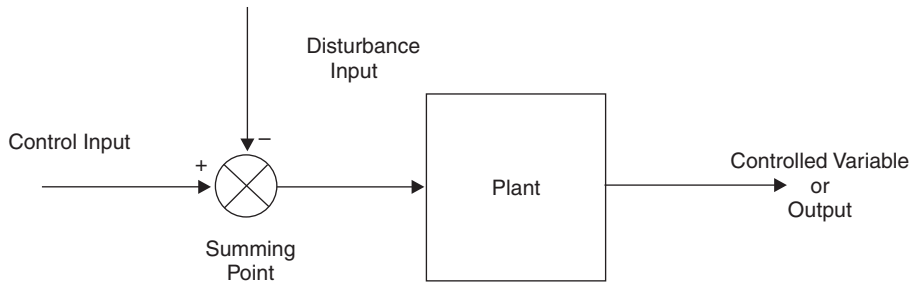 Disturbance
Input
Control Input
–
+
Plant
Controlled Variable
or
Output
Summing
Point